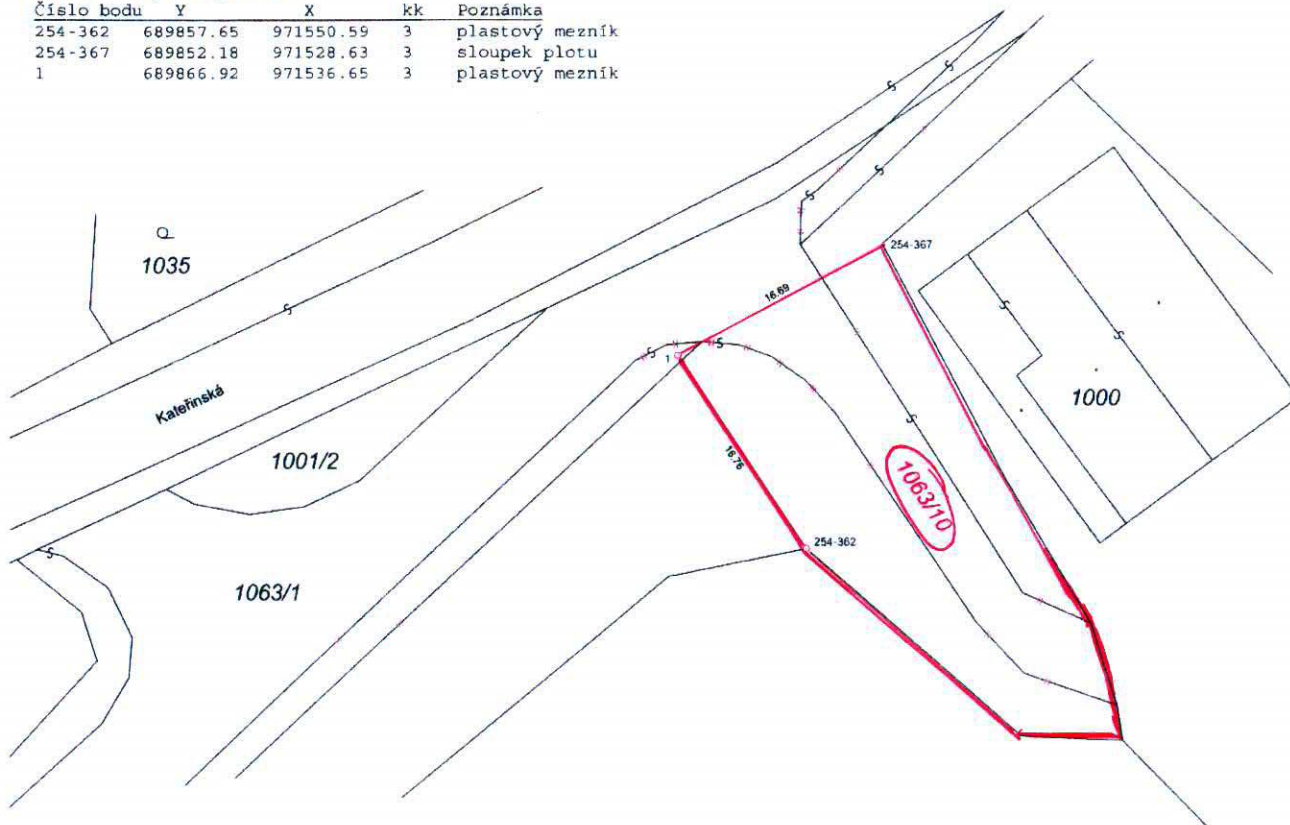 Číslo bodu Y X kk Poznámka
254-362 689857.65 971550.59 3 plastový mezník
254-367 689852.18 971528.63 3 sloupek plotu
1 689866.92 971536.65 3 plastový mezník
1035
254-367
16.69
1
Kateřinská
1000
1001/2
16.76
1063/10
254-362
1063/1